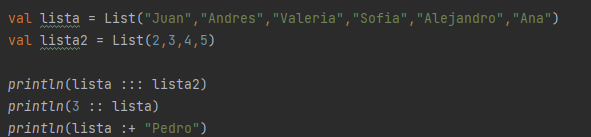 val lista = List("Juan","Andres","Valeria","Sofia","Alejandro","Ana")
val lista2 = List(2,3,4,5)
println(lista ::: lista2)
println(3 :: lista)
println(lista :+ "Pedro")